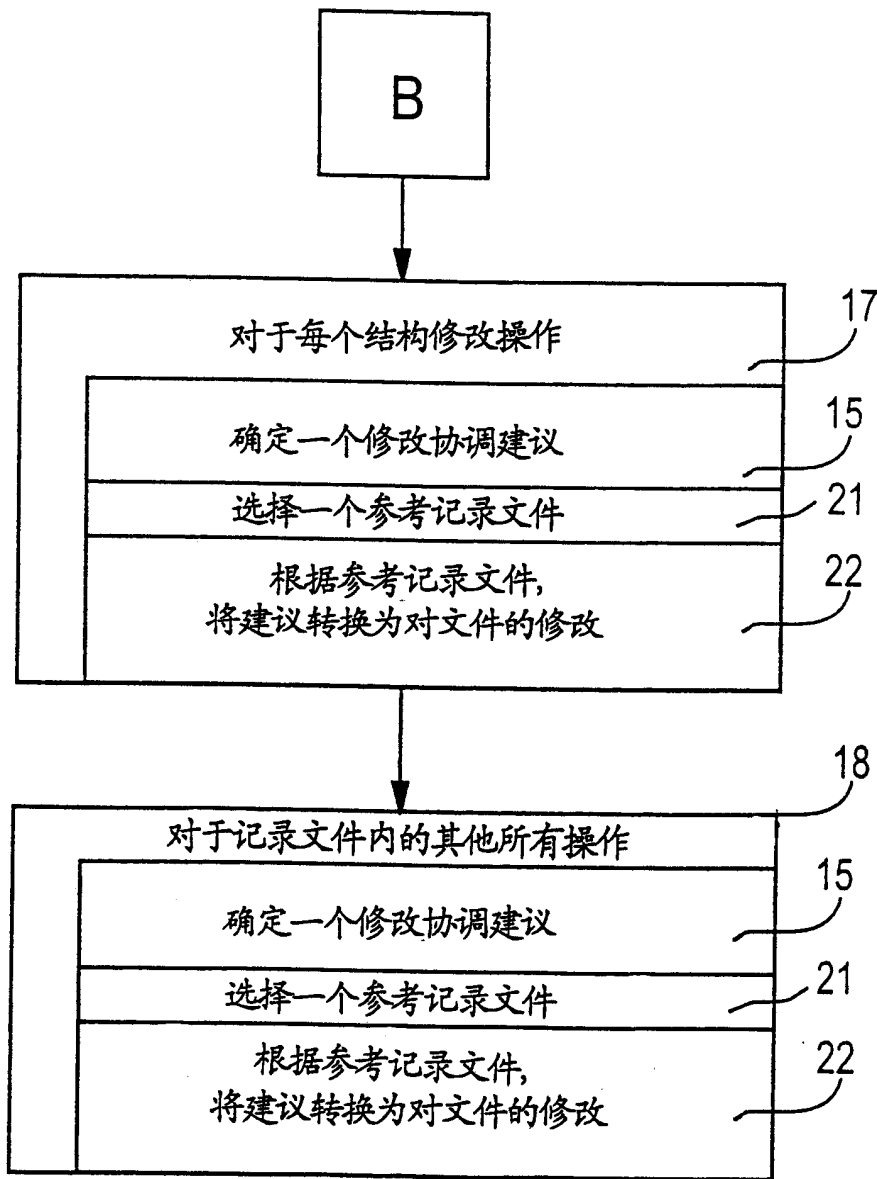 B
对于每个结构修改操作
17
确定一个修改协调建议
15
选择一个参考记录文件
21
根据参考记录文件,
将建议转换为对文件的修改
22
18
对于记录文件内的其他所有操作
确定一个修改协调建议
15
选择一个参考记录文件
21
根据参考记录文件,
将建议转换为对文件的修改
22